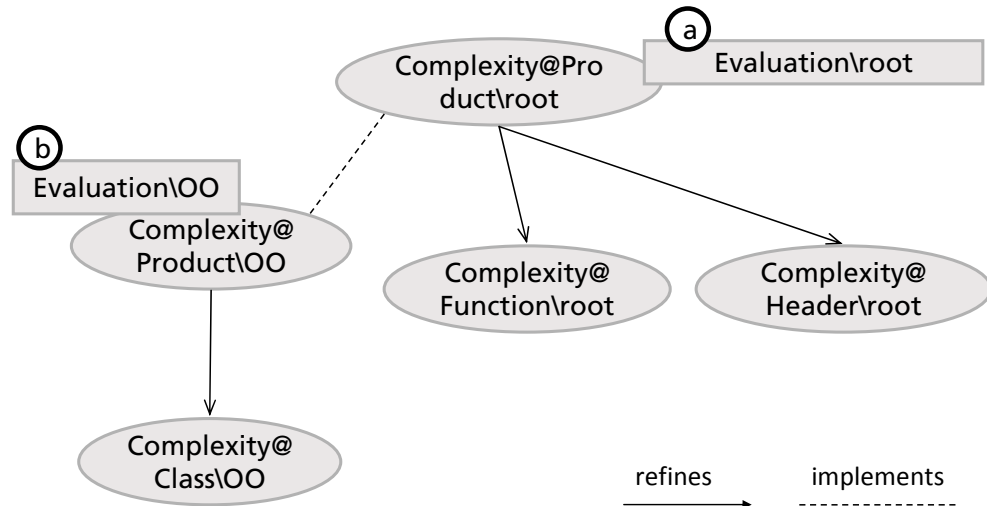 a
Complexity@Pro
duct\root
Evaluation\root
b
Evaluation\OO
Complexity@
Product\OO
Complexity@
Function\root
Complexity@
Header\root
Complexity@
Class\OO
refines
implements